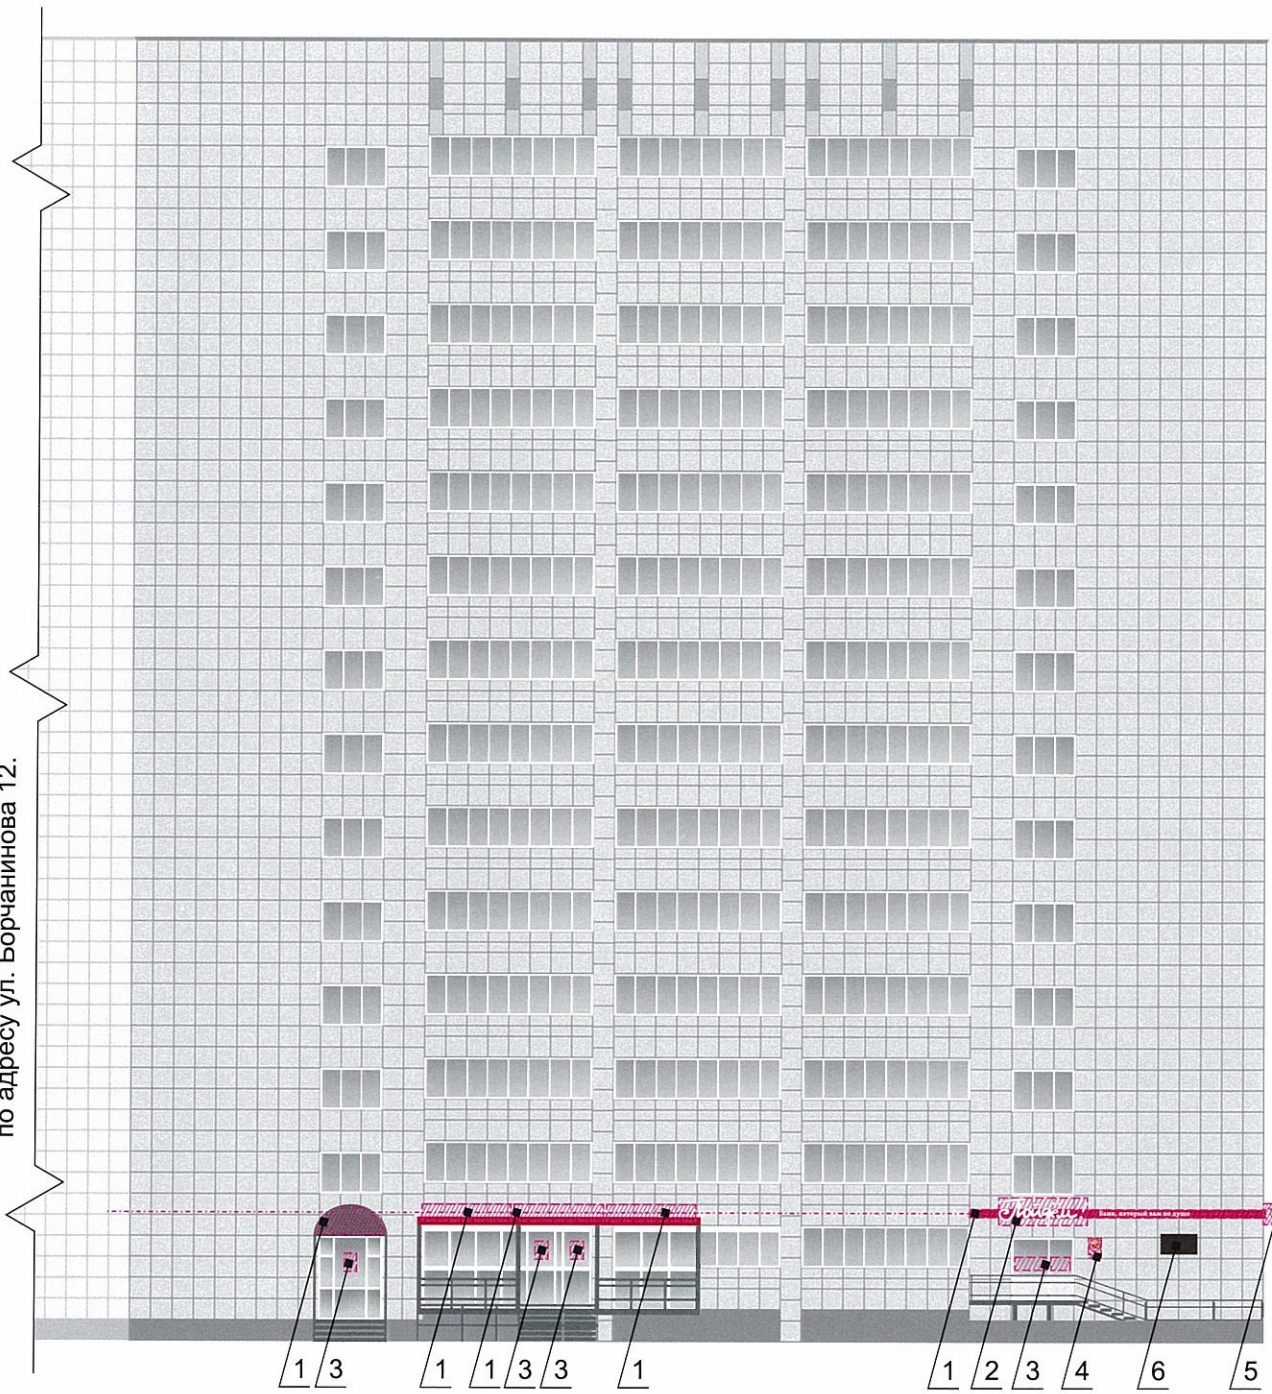 по адресу ул. Борчанинова 12.
Банк, который вам по душе
1 3 1 1 3 3 1 1 2 3 4 6 5